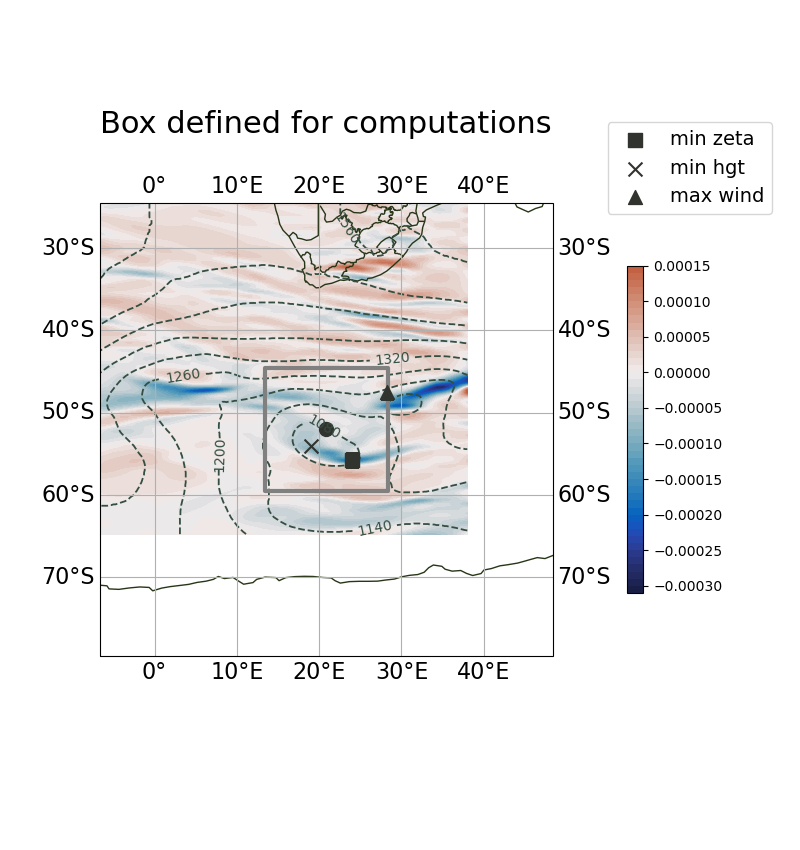 Box defined for computations
min zeta
min hgt
max wind
0° 10°E 20°E 30°E 40°E
30°S 30°S
40°S 40°S
50°S 50°S
60°S 60°S
70°S 70°S
1320
1260
1200
1140
0° 10°E 20°E 30°E 40°E
0.00015
0.00010
0.00005
0.00000
−0.00005
−0.00010
−0.00015
−0.00020
−0.00025
−0.00030